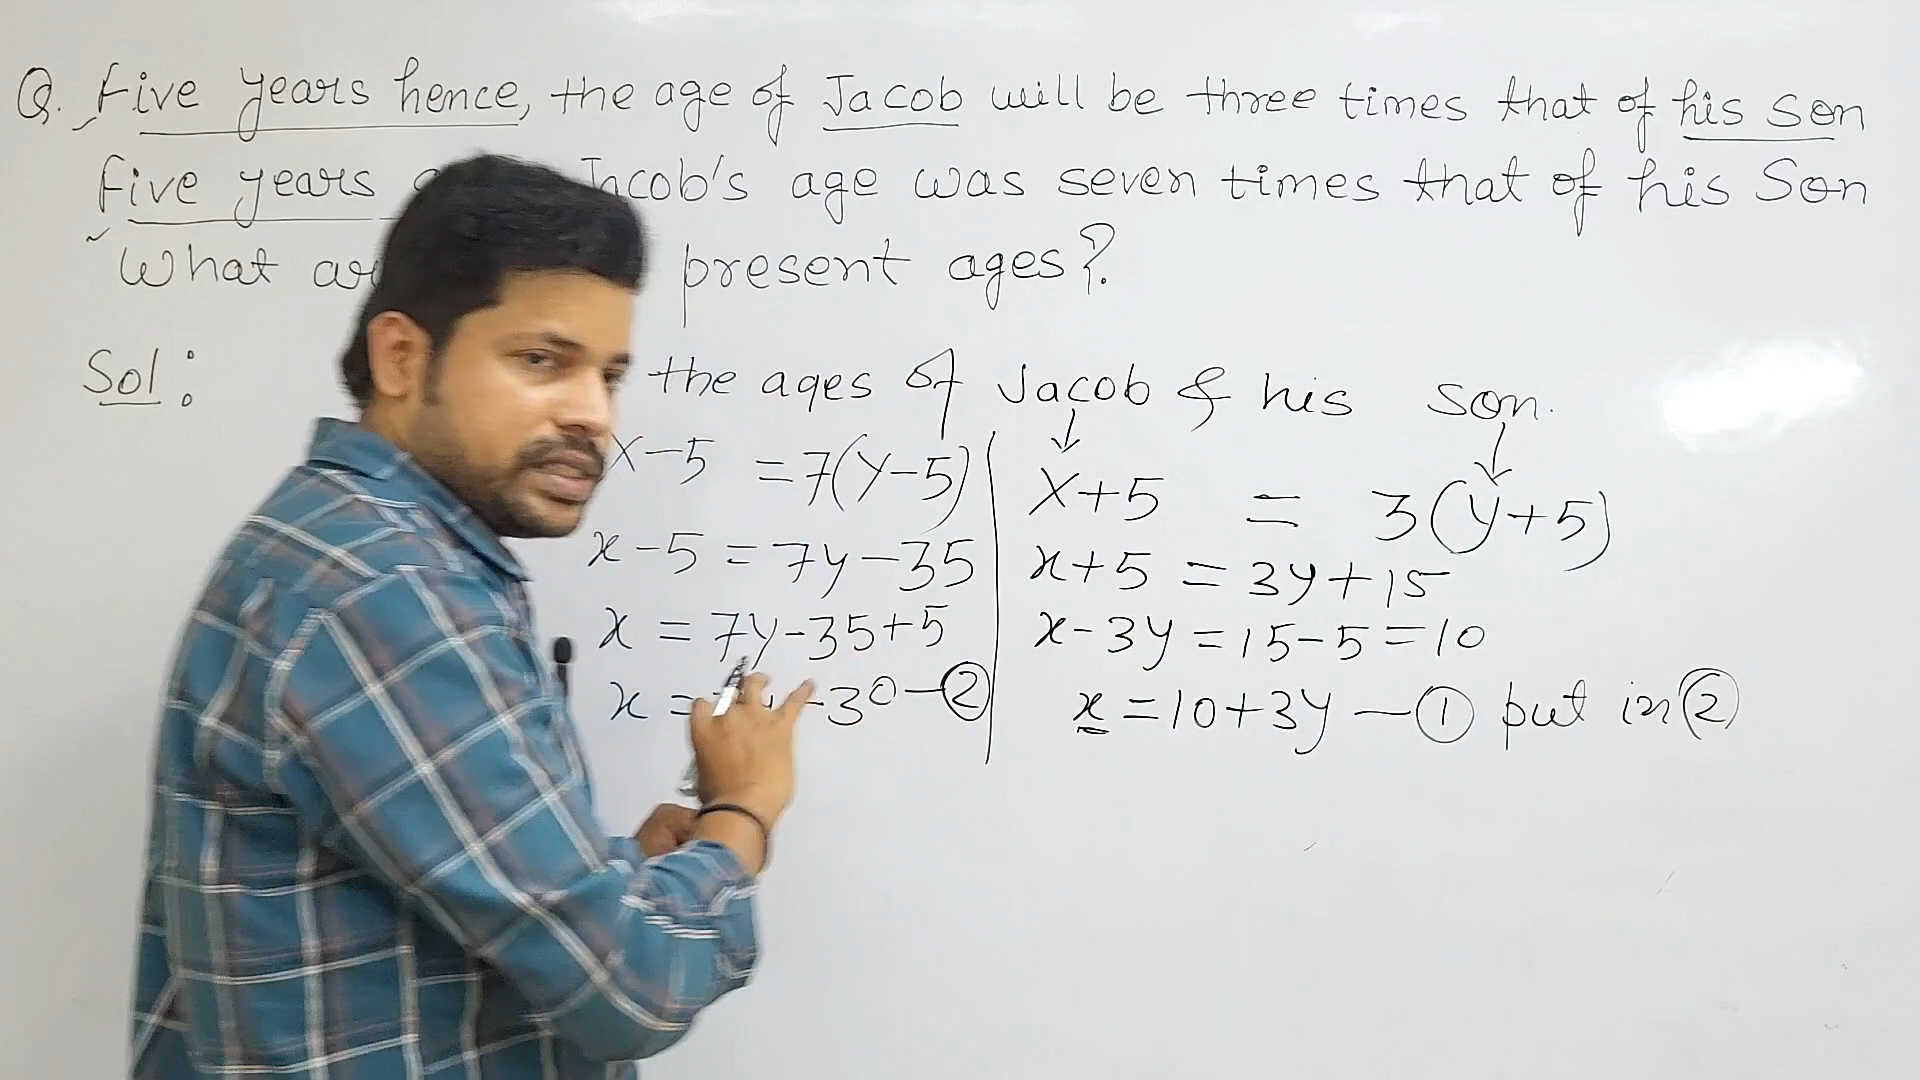 Q. Five years hence, the age of Jacob will be three times that of his son
Five years Jacob's age was seven times that of his Son
What present ages?
Sol: the ages of Jacob & his son.
x-5 = 7(y-5)
x-5 = 7y-35
x = 7y-35+5
x = -30 - ②
x+5 = 3(y+5)
x+5 = 3y+15
x-3y = 15-5 = 10
x = 10+3y - ① put in ②